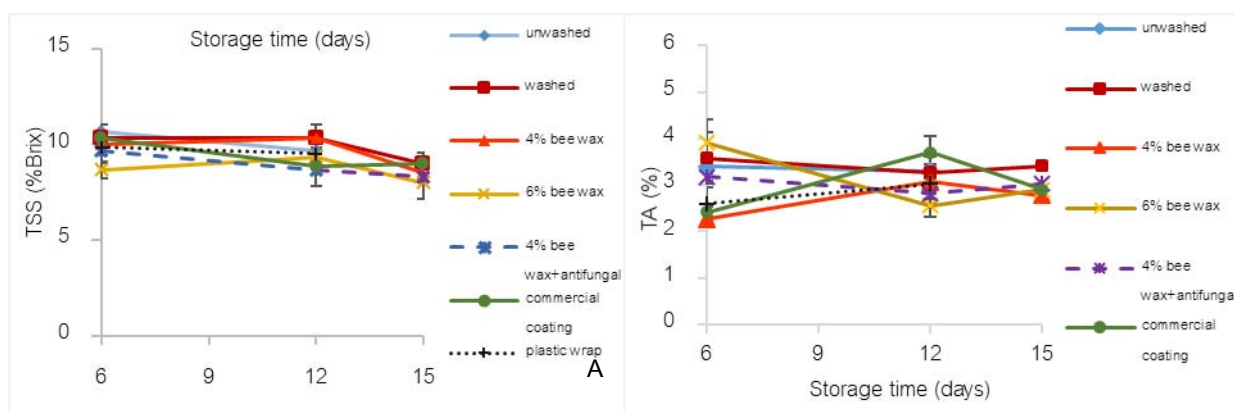 Storage time (days)
15
10
5
0
TSS (%Brix)
6 9 12 15
unwashed
washed
4% bee wax
6% bee wax
4% bee
wax+antifungal
commercial
coating
plastic wrap
A
6
5
4
3
2
1
0
TA (%)
6 9 12 15
Storage time (days)
unwashed
washed
4% bee wax
6% bee wax
4% bee
wax+antifunga
commercial
coating